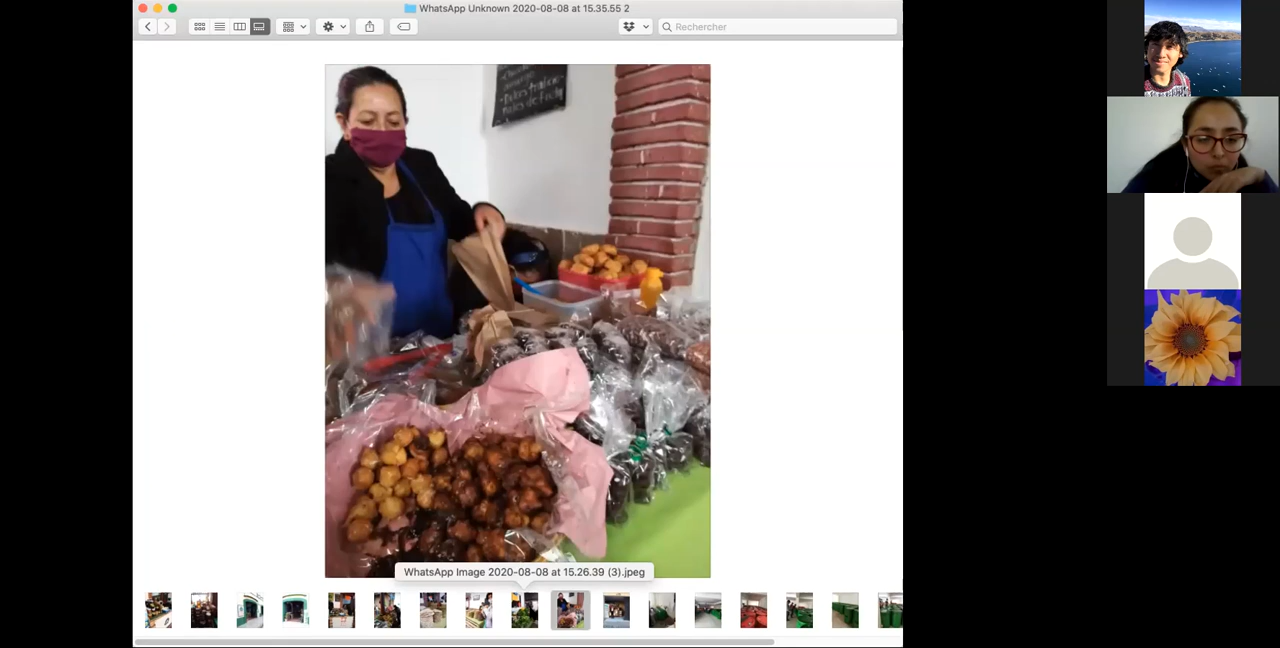 WhatsApp Unknown 2020-08-08 at 15.35.55 2
Rechercher
WhatsApp Image 2020-08-08 at 15.26.39 (3).jpeg